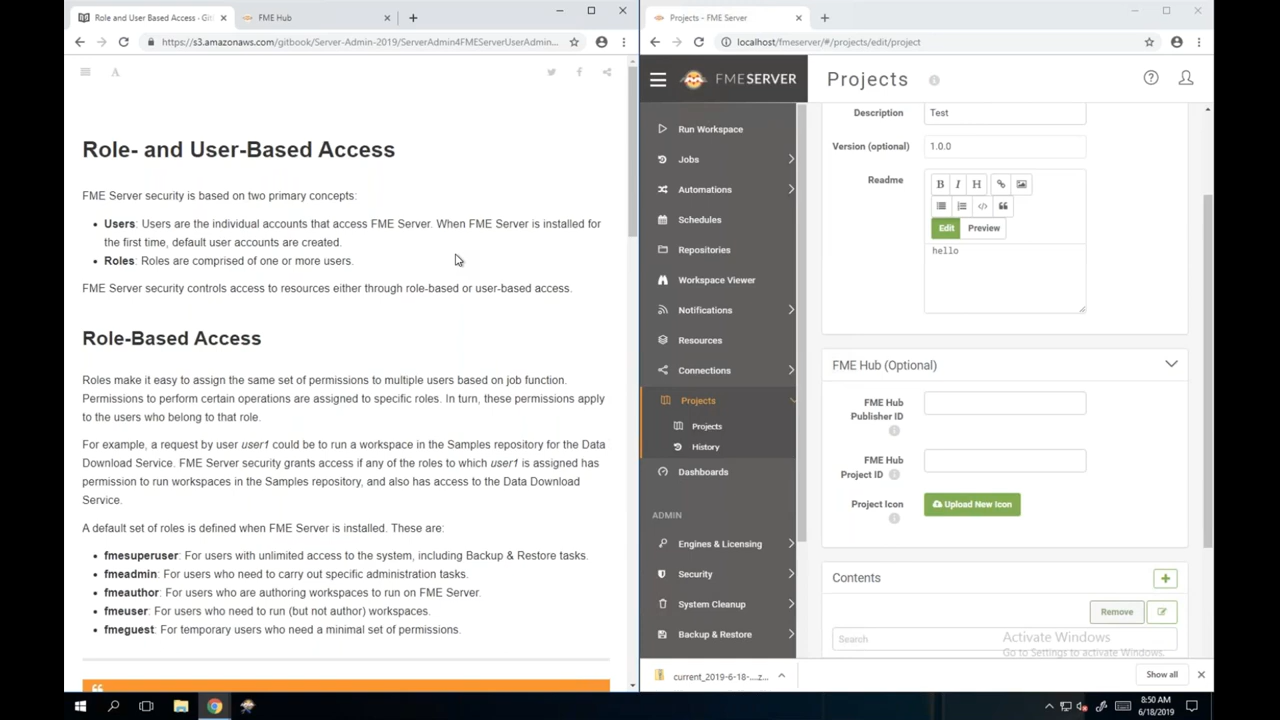 Role and User Based Access · Git
FME Hub
https://s3.amazonaws.com/gitbook/Server-Admin-2019/ServerAdmin4FMEServerUserAdmin...
A
Role- and User-Based Access
FME Server security is based on two primary concepts:
• Users: Users are the individual accounts that access FME Server. When FME Server is installed for
the first time, default user accounts are created.
• Roles: Roles are comprised of one or more users.
FME Server security controls access to resources either through role-based or user-based access.
Role-Based Access
Roles make it easy to assign the same set of permissions to multiple users based on job function.
Permissions to perform certain operations are assigned to specific roles. In turn, these permissions apply
to the users who belong to that role.
For example, a request by user user1 could be to run a workspace in the Samples repository for the Data
Download Service. FME Server security grants access if any of the roles to which user1 is assigned has
permission to run workspaces in the Samples repository, and also has access to the Data Download
Service.
A default set of roles is defined when FME Server is installed. These are:
• fmesuperuser: For users with unlimited access to the system, including Backup & Restore tasks.
• fmeadmin: For users who need to carry out specific administration tasks.
• fmeauthor: For users who are authoring workspaces to run on FME Server.
• fmeuser: For users who need to run (but not author) workspaces.
• fmeguest: For temporary users who need a minimal set of permissions.
Projects - FME Server
localhost/fmeserver/#/projects/edit/project
FMESERVER
Run Workspace
Jobs
Automations
Schedules
Repositories
Workspace Viewer
Notifications
Resources
Connections
Projects
Projects
History
Dashboards
ADMIN
Engines & Licensing
Security
System Cleanup
Backup & Restore
Projects
Description
Test
Version (optional)
1.0.0
Readme
B I H
Edit Preview
hello
FME Hub (Optional)
FME Hub
Publisher ID
FME Hub
Project ID
Project Icon
Upload New Icon
Contents
Remove
Search
Activate Windows
Go to Settings to activate Windows.
current_2019-6-18-....z...
Show all
8:50 AM
6/18/2019